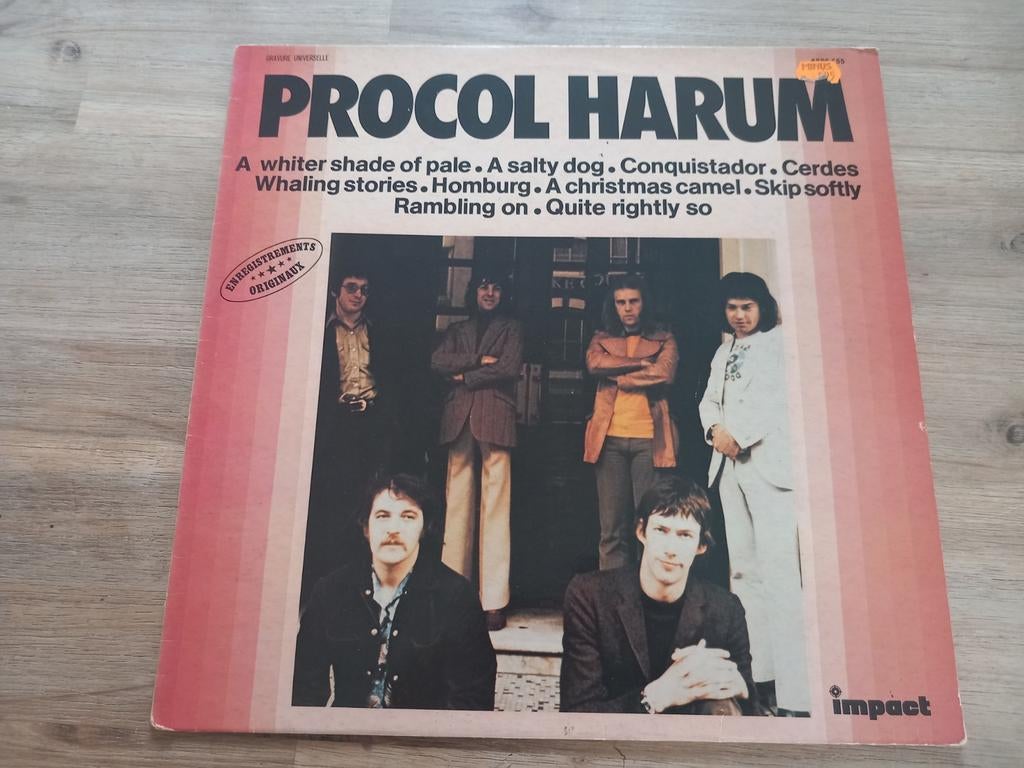 GRAVURE UNIVERSELLE
PROCOL HARUM
A whiter shade of pale • A salty dog • Conquistador • Cerdes
Whaling stories • Homburg • A christmas camel • Skip softly
Rambling on • Quite rightly so
ENREGISTREMENTS
ORIGINAUX
impact